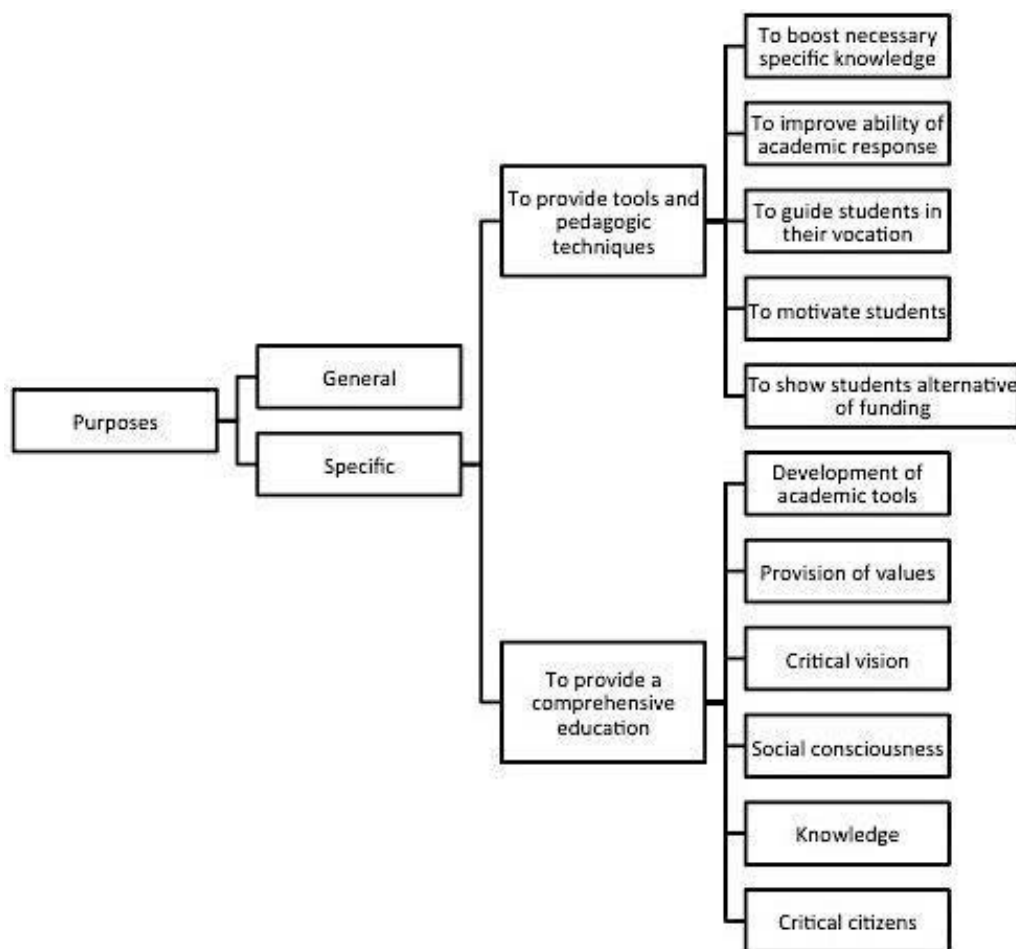 Purposes
General
Specific
To provide tools and
pedagogic
techniques
To boost necessary
specific knowledge
To improve ability of
academic response
To guide students in
their vocation
To motivate students
To show students alternative
of funding
To provide a
comprehensive
education
Development of
academic tools
Provision of values
Critical vision
Social consciousness
Knowledge
Critical citizens